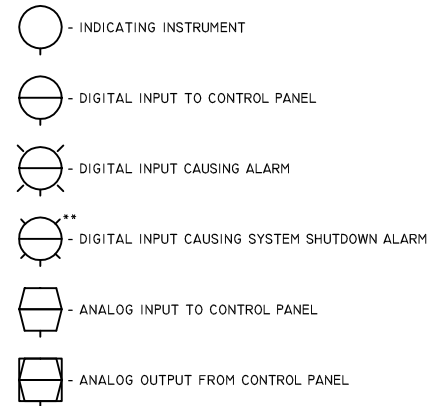 - INDICATING INSTRUMENT
- DIGITAL INPUT TO CONTROL PANEL
- DIGITAL INPUT CAUSING ALARM
** - DIGITAL INPUT CAUSING SYSTEM SHUTDOWN ALARM
- ANALOG INPUT TO CONTROL PANEL
- ANALOG OUTPUT FROM CONTROL PANEL